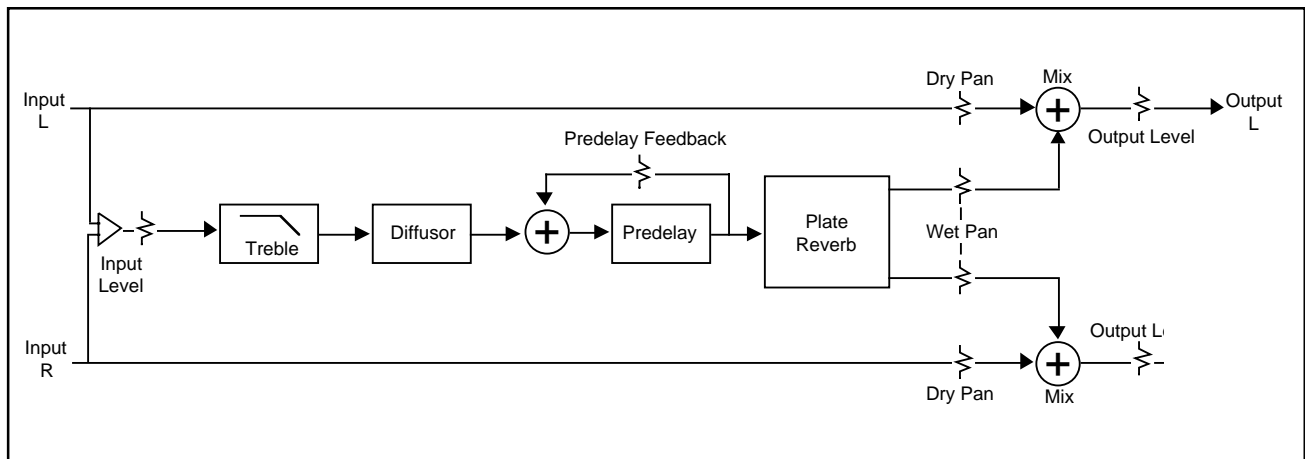 Dry Pan
Mix
Input
L
Output
L
Output Level
Predelay Feedback
Treble
Diffusor
Predelay
Plate
Reverb
Wet Pan
Input
Level
Input
R
Output
Dry Pan
Mix